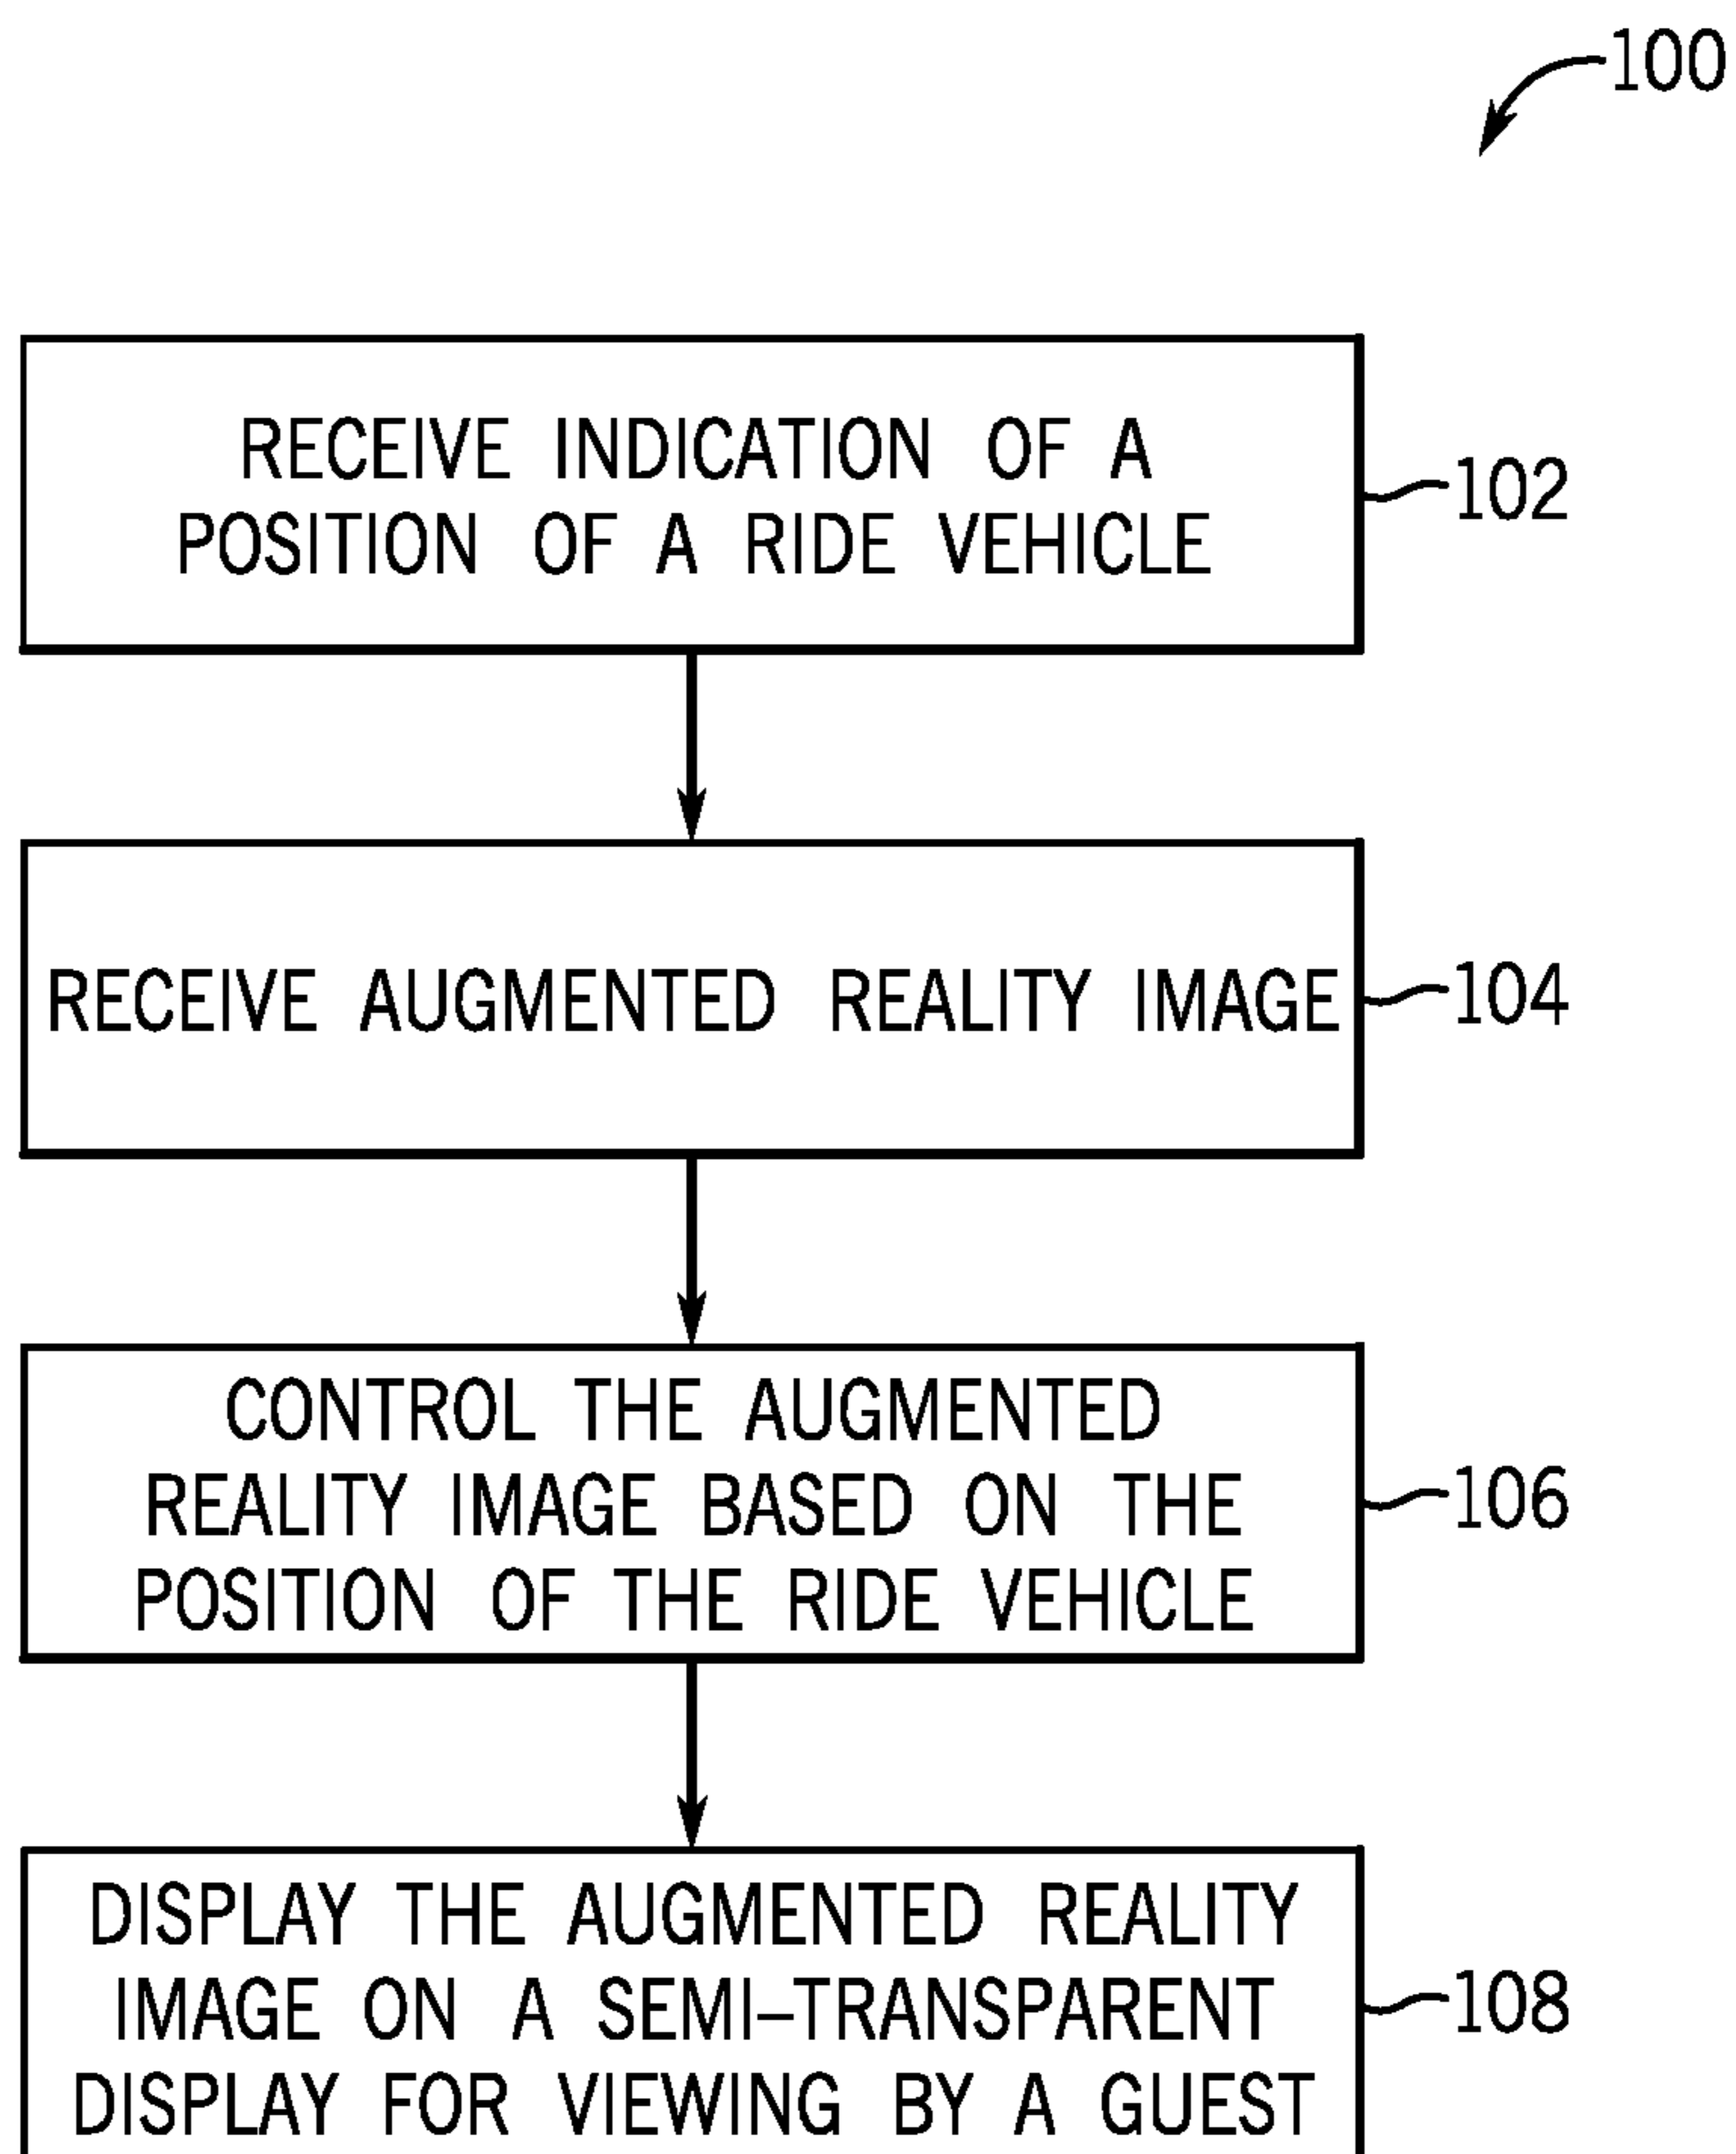 100
RECEIVE INDICATION OF A
POSITION OF A RIDE VEHICLE
102
RECEIVE AUGMENTED REALITY IMAGE
104
CONTROL THE AUGMENTED
REALITY IMAGE BASED ON THE
POSITION OF THE RIDE VEHICLE
106
DISPLAY THE AUGMENTED REALITY
IMAGE ON A SEMI–TRANSPARENT
DISPLAY FOR VIEWING BY A GUEST
108